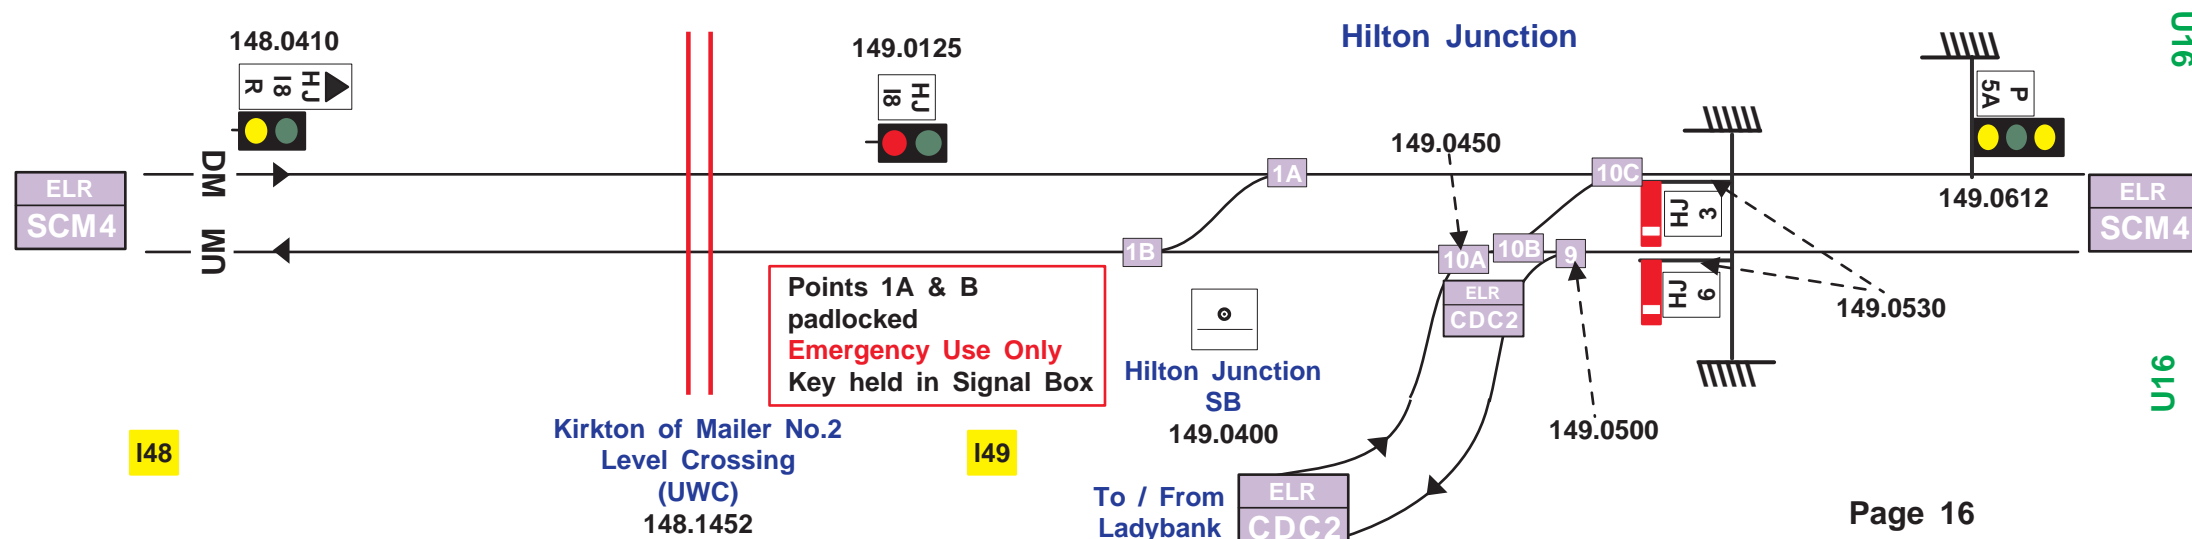 Hilton Junction
148.0410
HJ
I8
R
149.0125
HJ
I8
P
5A
U16
DM
UM
ELR
SCM4
1A
1B
149.0450
10C
10A
10B
9
HJ
3
HJ
6
149.0612
149.0530
ELR
SCM4
Points 1A & B
padlocked
Emergency Use Only
Key held in Signal Box
ELR
CDC2
Hilton Junction
SB
149.0400
149.0500
U16
I48
Kirkton of Mailer No.2
Level Crossing
(UWC)
148.1452
I49
To / From
Ladybank
ELR
CDC2
Page 16